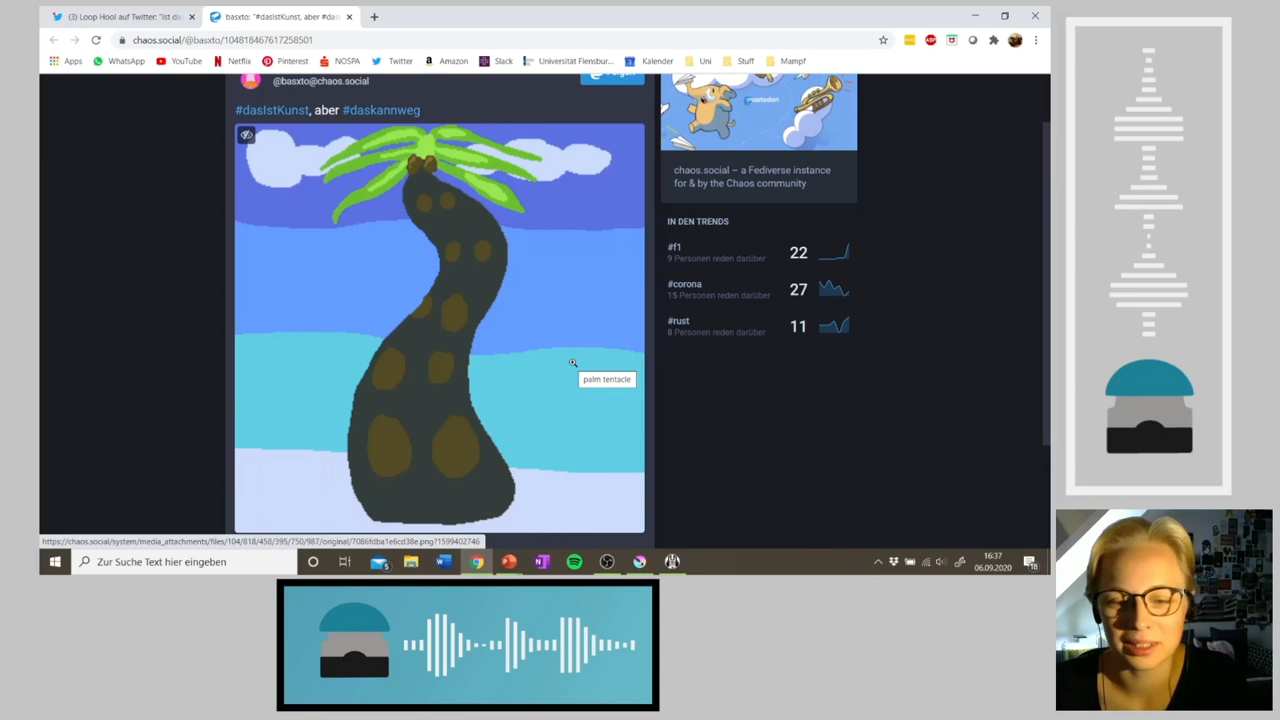 (3) Loop Hool auf Twitter: "Ist da:
basxto: "#dasIstKunst, aber #das
chaos.social/@basxto/104818467617258501
Apps WhatsApp YouTube Netflix Pinterest NOSPA Twitter Amazon Slack Universität Flensbur... Kalender Uni Stuff Mampf
@basxto@chaos.social
#dasIstKunst, aber #daskannweg
palm tentacle
mastodon
chaos.social – a Fediverse instance
for & by the Chaos community
IN DEN TRENDS
#f1
9 Personen reden darüber
22
#corona
15 Personen reden darüber
27
#rust
8 Personen reden darüber
11
https://chaos.social/system/media_attachments/files/104/818/458/395/750/987/original/7086fdba1e6cd38e.png?1599402746
Zur Suche Text hier eingeben
16:37
06.09.2020